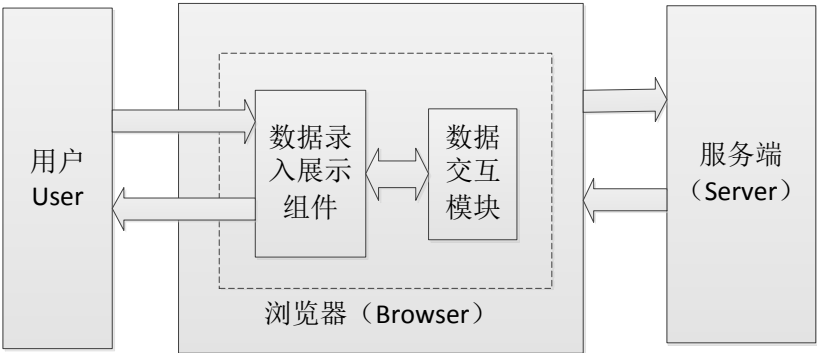 用户
User
数据录
入展示
组件
数据
交互
模块
浏览器（Browser）
服务端
（Server）